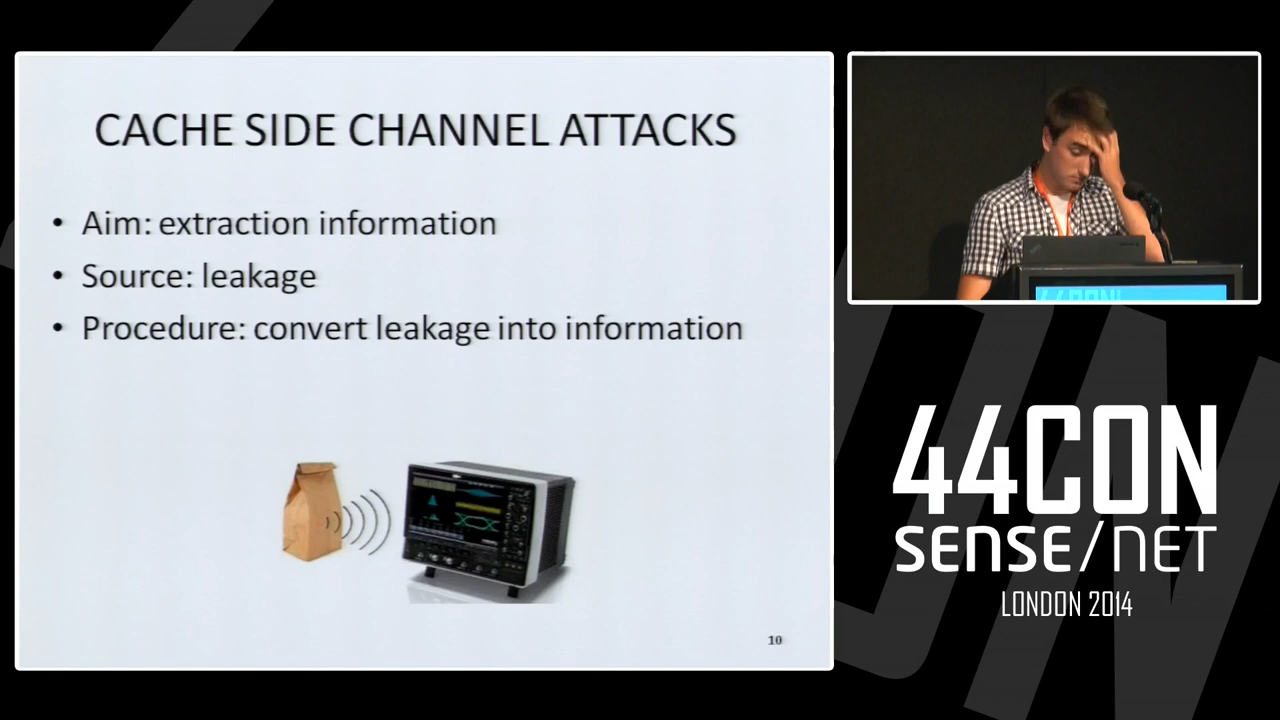 CACHE SIDE CHANNEL ATTACKS
• Aim: extraction information
• Source: leakage
• Procedure: convert leakage into information
10
44CON
44CON
SENSE/NET
LONDON 2014